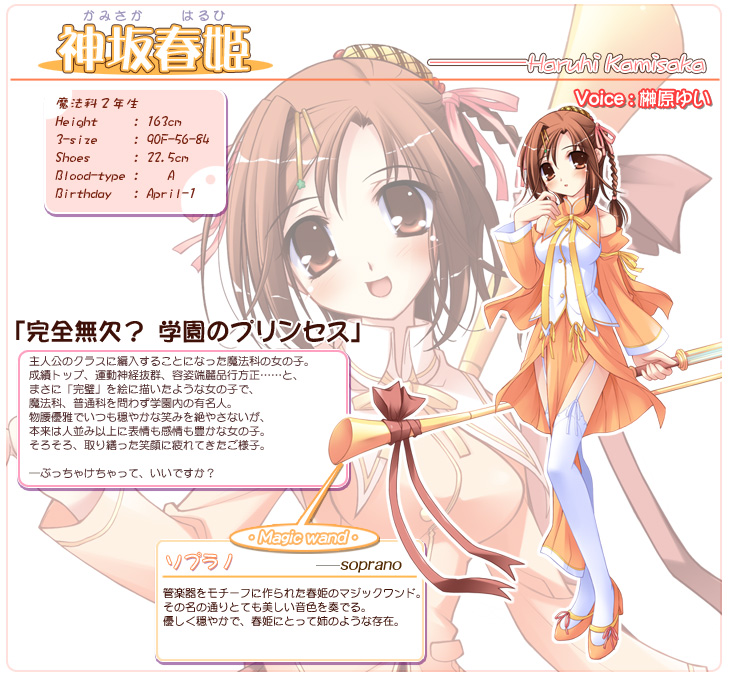 かみさか はるひ
神坂春姫
Haruhi Kamisaka
Voice : 榊原ゆい
魔法科２年生
Height : 163cm
3-size : 90F-56-84
Shoes : 22.5cm
Blood-type : A
Birthday : April-1
「完全無欠？ 学園のプリンセス」
主人公のクラスに編入することになった魔法科の女の子。
成績トップ、運動神経抜群、容姿端麗品行方正……と、
まさに「完璧」を絵に描いたような女の子で、
魔法科、普通科を問わず学園内の有名人。
物腰優雅でいつも穏やかな笑みを絶やさないが、
本来は人並み以上に表情も感情も豊かな女の子。
そろそろ、取り繕った笑顔に疲れてきたご様子。
―ぶっちゃけちゃって、いいですか？
・Magic wand・
ソプラノ ――soprano
管楽器をモチーフに作られた春姫のマジックワンド。
その名の通りとても美しい音色を奏でる。
優しく穏やかで、春姫にとって姉のような存在。